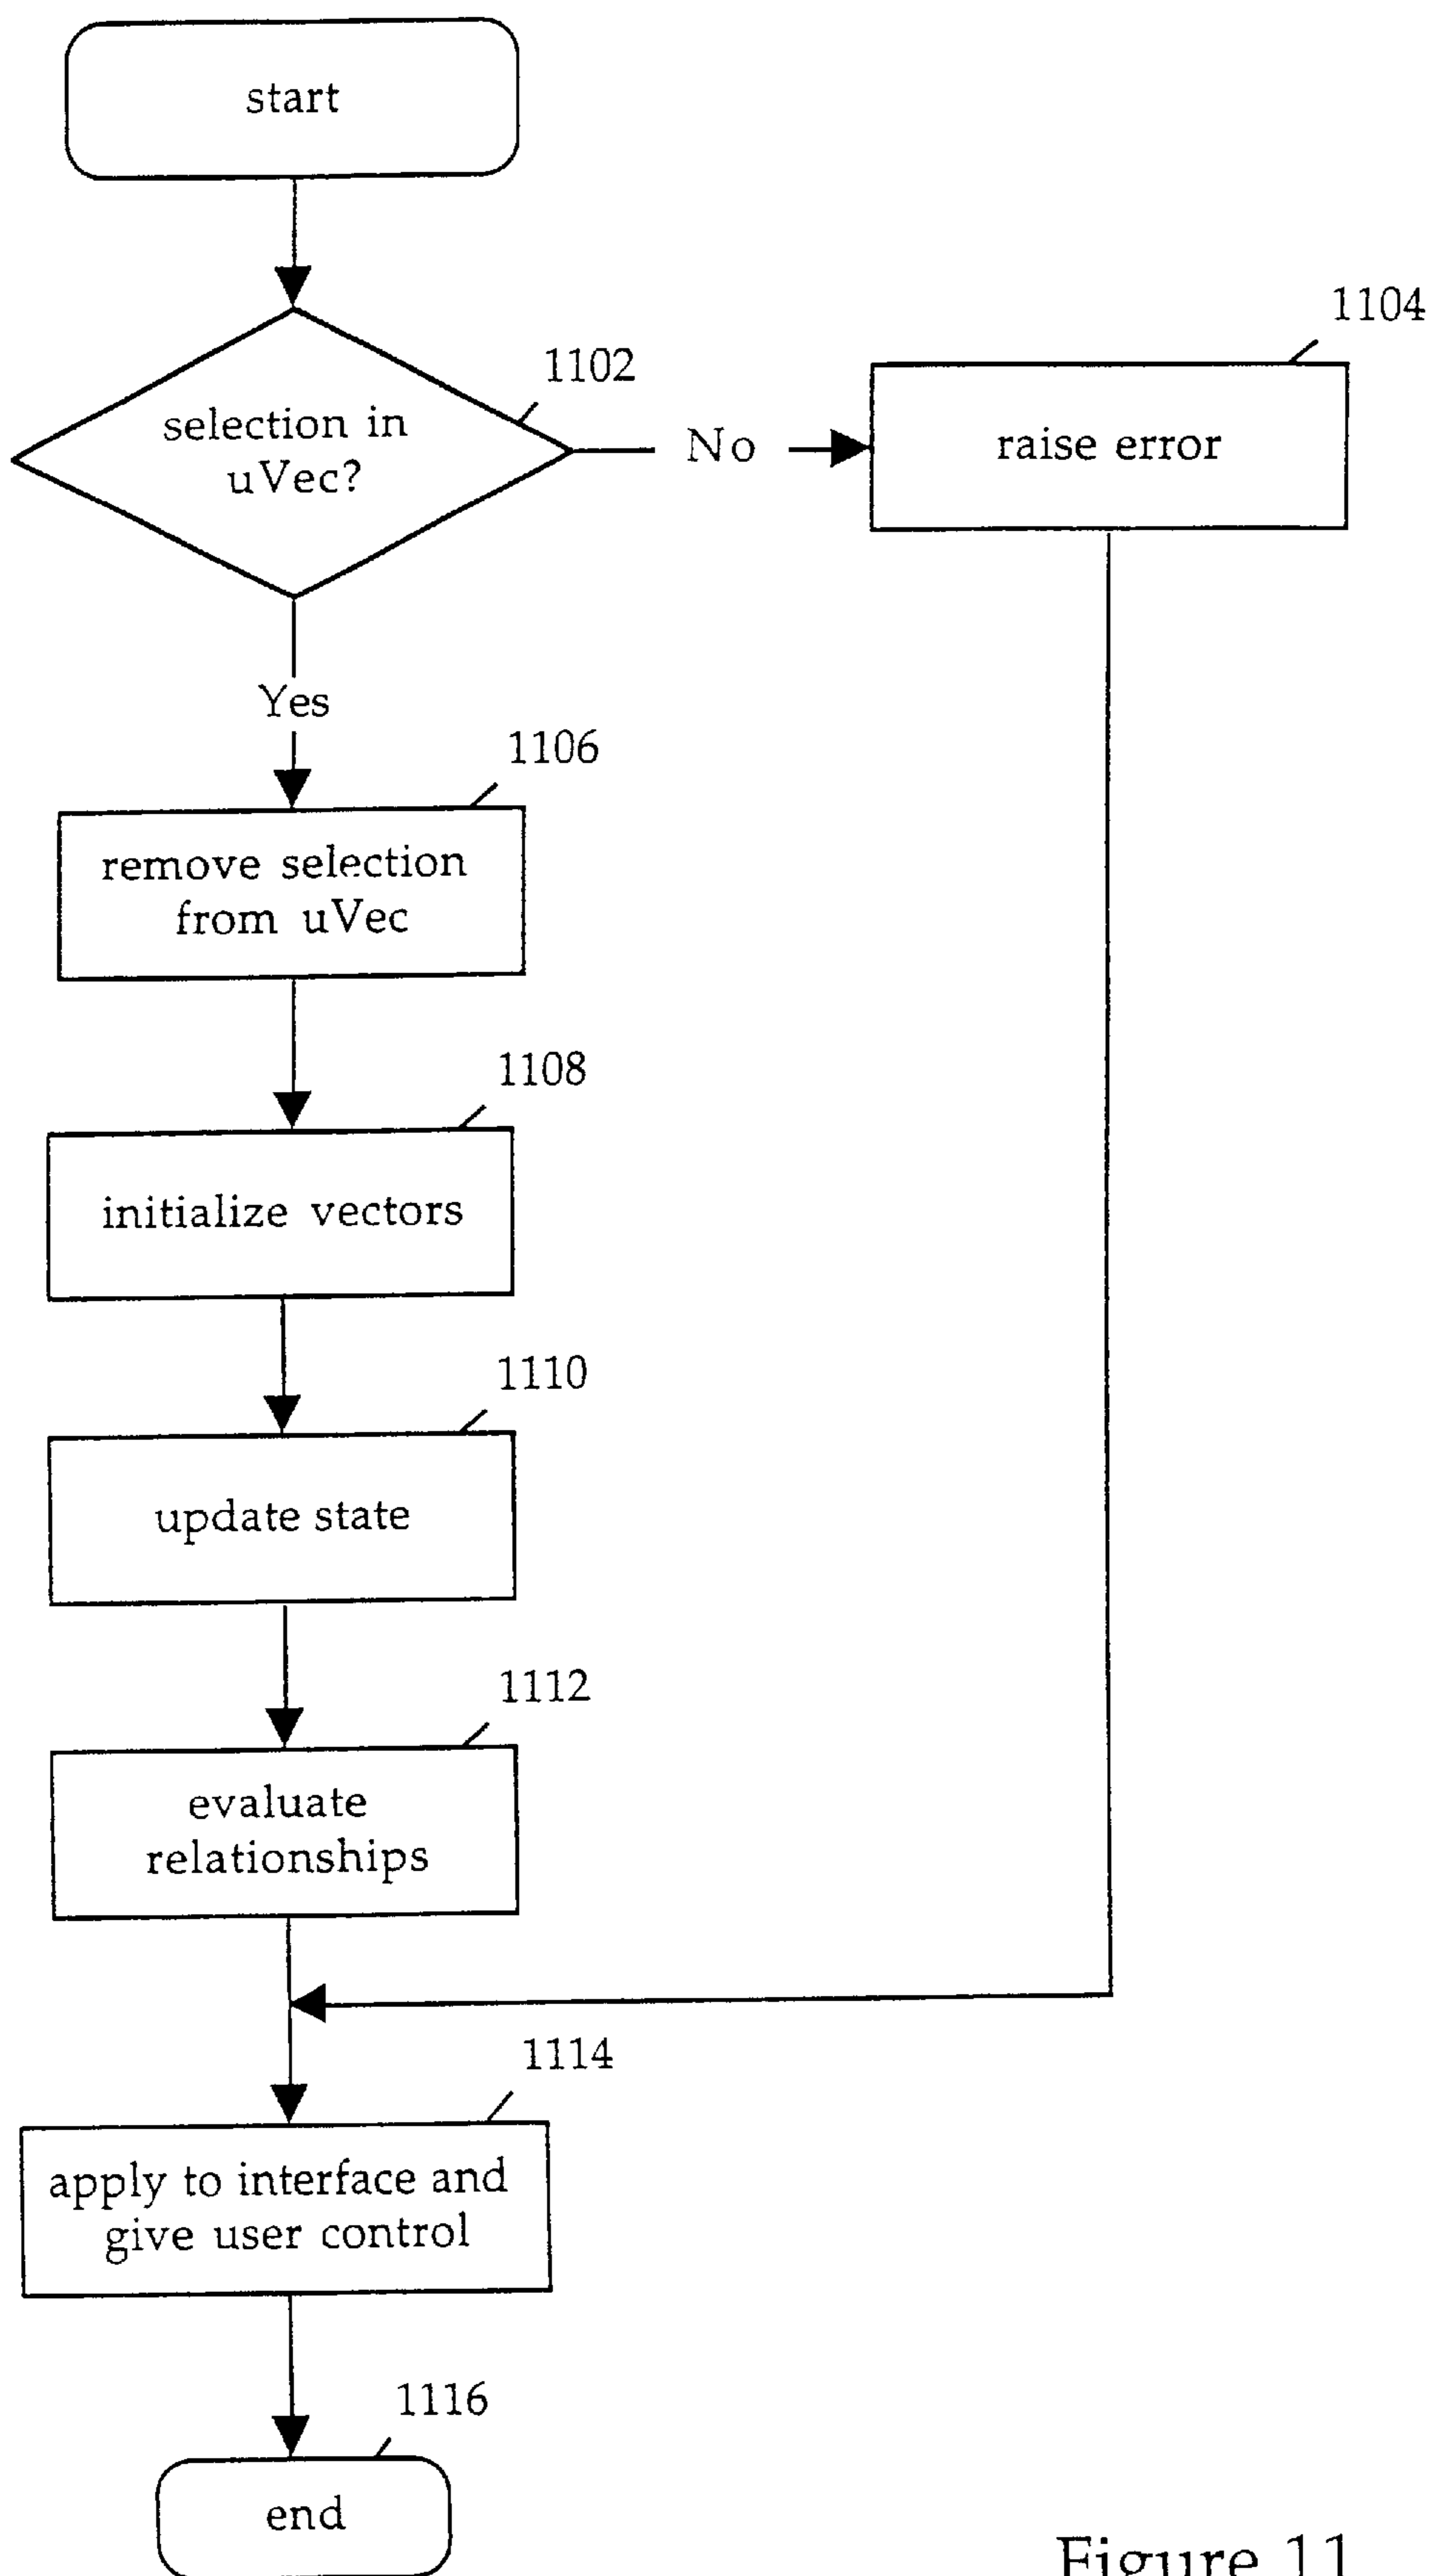 start
1102
1104
selection in
uVec?
No
raise error
Yes
1106
remove selection
from uVec
1108
initialize vectors
1110
update state
1112
evaluate
relationships
1114
apply to interface and
give user control
1116
end
Figure 11